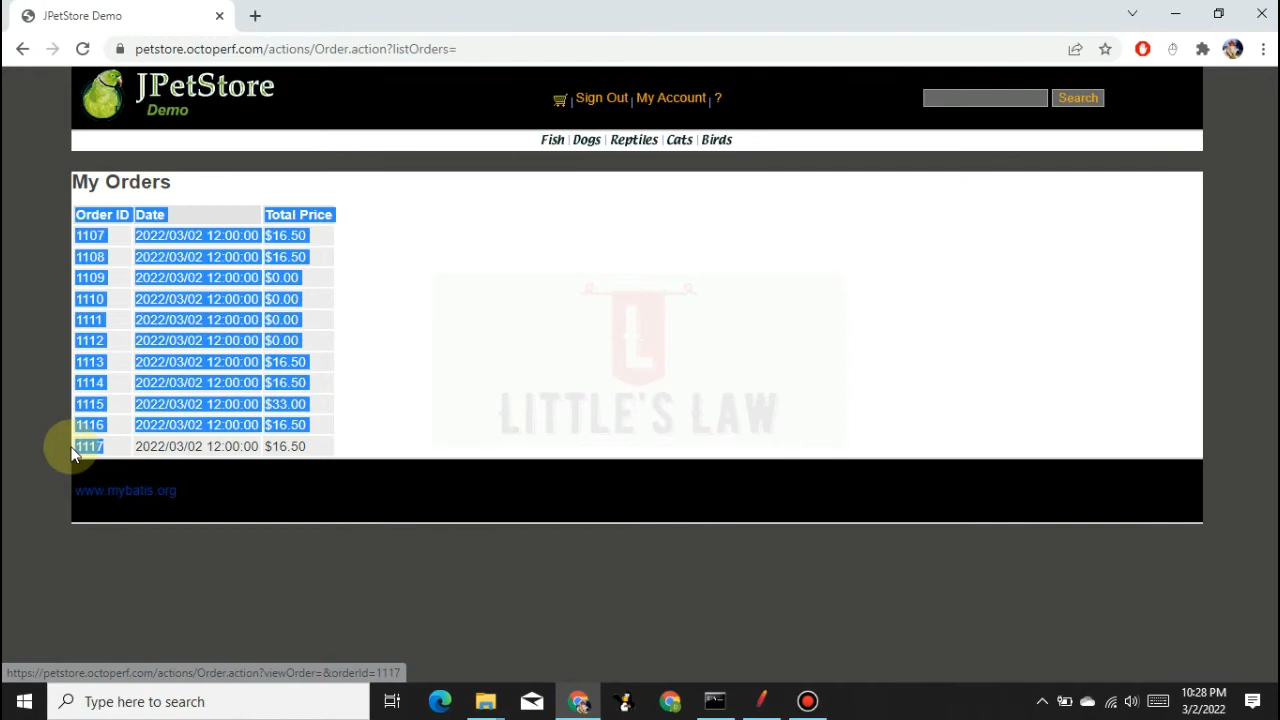 JPetStore Demo
petstore.octoperf.com/actions/Order.action?listOrders=
JPetStore
Demo
Sign Out | My Account | ?
Search
Fish | Dogs | Reptiles | Cats | Birds
My Orders
Order ID Date Total Price
1107 2022/03/02 12:00:00 $16.50
1108 2022/03/02 12:00:00 $16.50
1109 2022/03/02 12:00:00 $0.00
1110 2022/03/02 12:00:00 $0.00
1111 2022/03/02 12:00:00 $0.00
1112 2022/03/02 12:00:00 $0.00
1113 2022/03/02 12:00:00 $16.50
1114 2022/03/02 12:00:00 $16.50
1115 2022/03/02 12:00:00 $33.00
1116 2022/03/02 12:00:00 $16.50
1117 2022/03/02 12:00:00 $16.50
L
LITTLE'S LAW
www.mybatis.org
https://petstore.octoperf.com/actions/Order.action?viewOrder=&orderId=1117
Type here to search
10:28 PM
3/2/2022